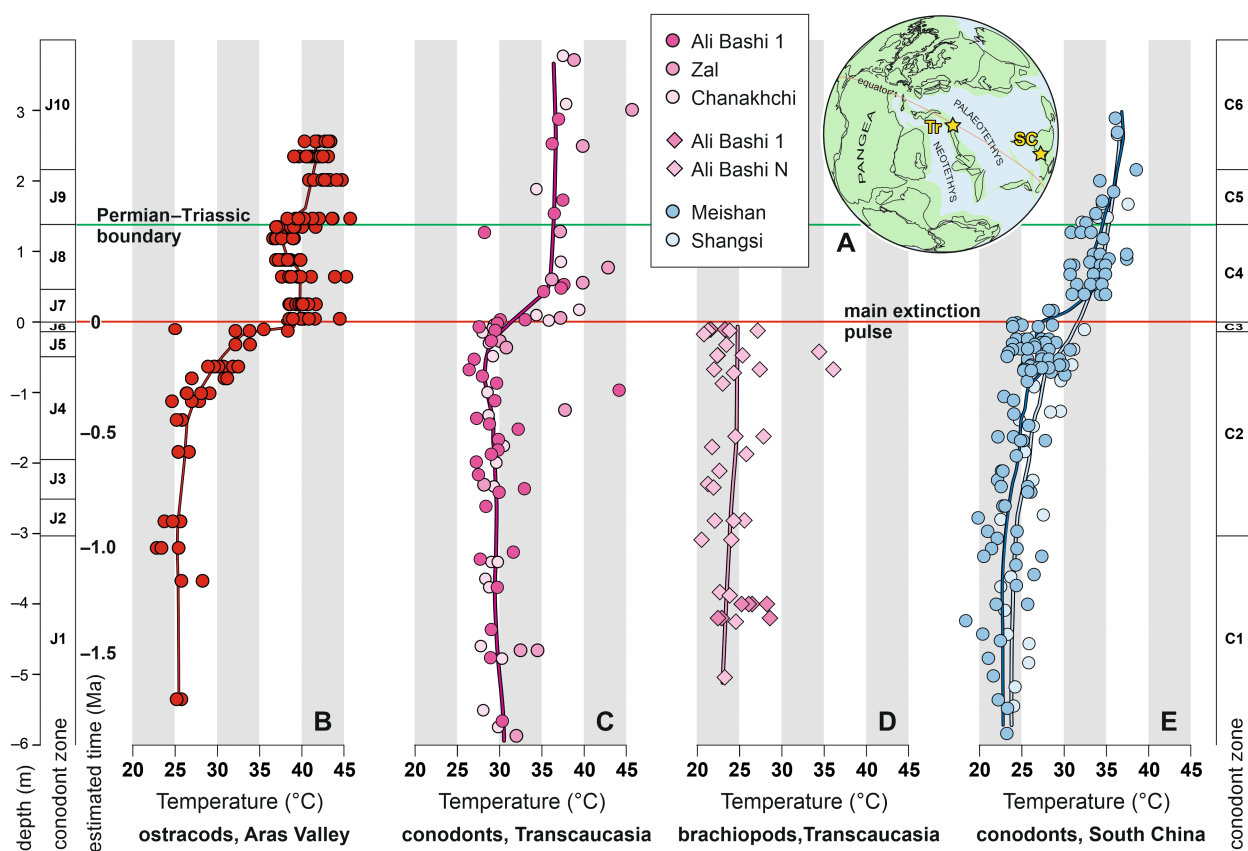 Ali Bashi 1
Zal
Chanakhchi
Ali Bashi 1
Ali Bashi N
Meishan
Shangsi
equator
PANGEA
PALAEOTETHYS
NEOTETHYS
Tr
SC
A
Permian–Triassic
boundary
main extinction
pulse
3
2
1
0
–1
–2
–3
–4
–5
–6
depth (m)
J10
J9
J8
J7
J6
J5
J4
J3
J2
J1
conodont zone
0
–0.5
–1.0
–1.5
estimated time (Ma)
B
20 25 30 35 40 45
Temperature (°C)
ostracods, Aras Valley
C
20 25 30 35 40 45
Temperature (°C)
conodonts, Transcaucasia
D
20 25 30 35 40 45
Temperature (°C)
brachiopods,Transcaucasia
E
20 25 30 35 40 45
Temperature (°C)
conodonts, South China
C6
C5
C4
C3
C2
C1
conodont zone